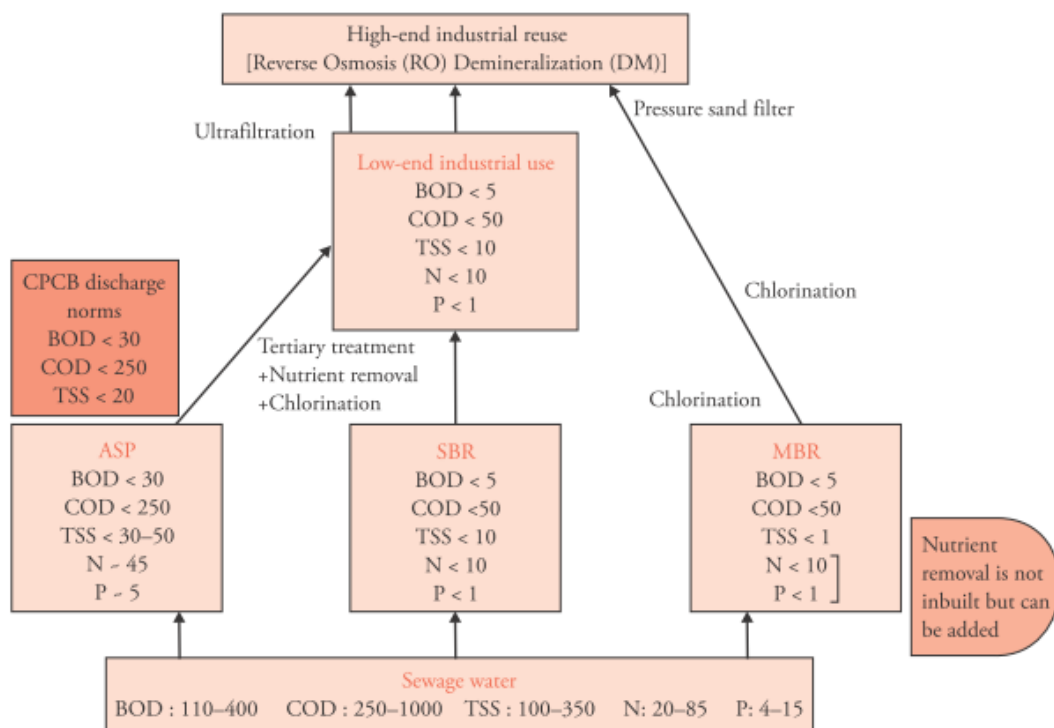 High-end industrial reuse
[Reverse Osmosis (RO) Demineralization (DM)]
Ultrafiltration
Pressure sand filter
Low-end industrial use
BOD < 5
COD < 50
TSS < 10
N < 10
P < 1
CPCB discharge
norms
BOD < 30
COD < 250
TSS < 20
Chlorination
Tertiary treatment
+Nutrient removal
+Chlorination
Chlorination
ASP
BOD < 30
COD < 250
TSS < 30–50
N ~ 45
P ~ 5
SBR
BOD < 5
COD <50
TSS < 10
N < 10
P < 1
MBR
BOD < 5
COD <50
TSS < 1
N < 10
P < 1
Nutrient
removal is not
inbuilt but can
be added
Sewage water
BOD : 110–400 COD : 250–1000 TSS : 100–350 N: 20–85 P: 4–15